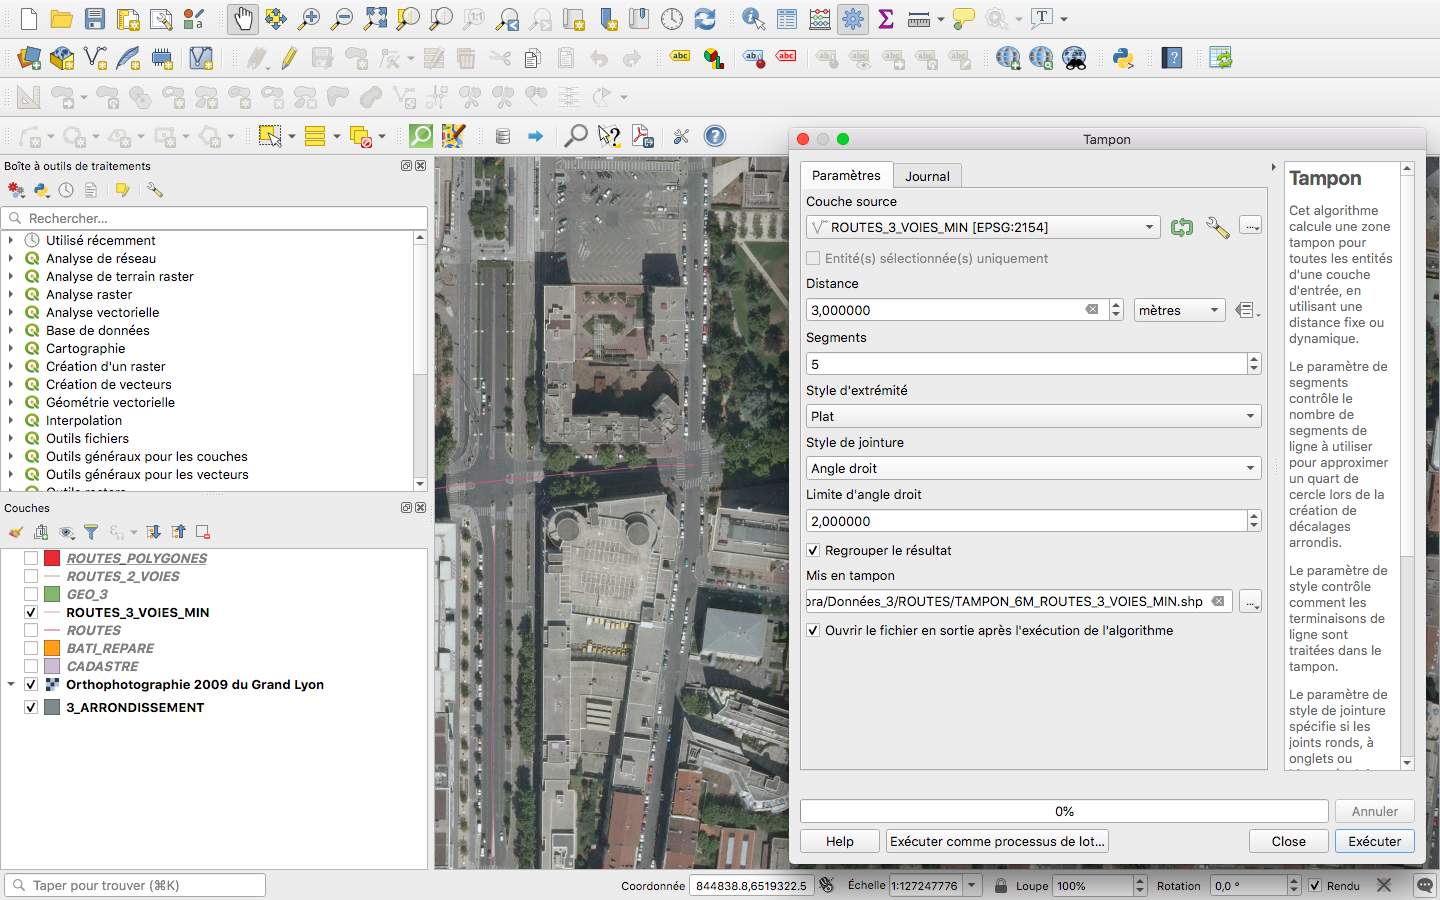 abc
abc
abc
Boîte à outils de traitements
Rechercher...
Utilisé récemment
Analyse de réseau
Analyse de terrain raster
Analyse raster
Analyse vectorielle
Base de données
Cartographie
Création d'un raster
Création de vecteurs
Géométrie vectorielle
Interpolation
Outils fichiers
Outils généraux pour les couches
Outils généraux pour les vecteurs
Couches
ROUTES_POLYGONES
ROUTES_2_VOIES
GEO_3
ROUTES_3_VOIES_MIN
ROUTES
BATI_REPARE
CADASTRE
Orthophotographie 2009 du Grand Lyon
3_ARRONDISSEMENT
Tampon
Paramètres
Journal
Couche source
ROUTES_3_VOIES_MIN [EPSG:2154]
Entité(s) sélectionnée(s) uniquement
Distance
3,000000
mètres
Segments
5
Style d'extrémité
Plat
Style de jointure
Angle droit
Limite d'angle droit
2,000000
Regrouper le résultat
Mis en tampon
ora/Données_3/ROUTES/TAMPON_6M_ROUTES_3_VOIES_MIN.shp
Ouvrir le fichier en sortie après l'exécution de l'algorithme
Tampon
Cet algorithme
calcule une zone
tampon pour
toutes les entités
d'une couche
d'entrée, en
utilisant une
distance fixe ou
dynamique.
Le paramètre de
segments
contrôle le
nombre de
segments de
ligne à utiliser
pour approximer
un quart de
cercle lors de la
création de
décalages
arrondis.
Le paramètre de
style contrôle
comment les
terminaisons de
ligne sont
traitées dans le
tampon.
Le paramètre de
style de jointure
spécifie si les
joints ronds, à
onglets ou
0%
Annuler
Help
Exécuter comme processus de lot...
Close
Exécuter
Taper pour trouver (⌘K)
Coordonnée
844838.8,6519322.5
Échelle
1:127247776
Loupe
100%
Rotation
0,0 °
Rendu